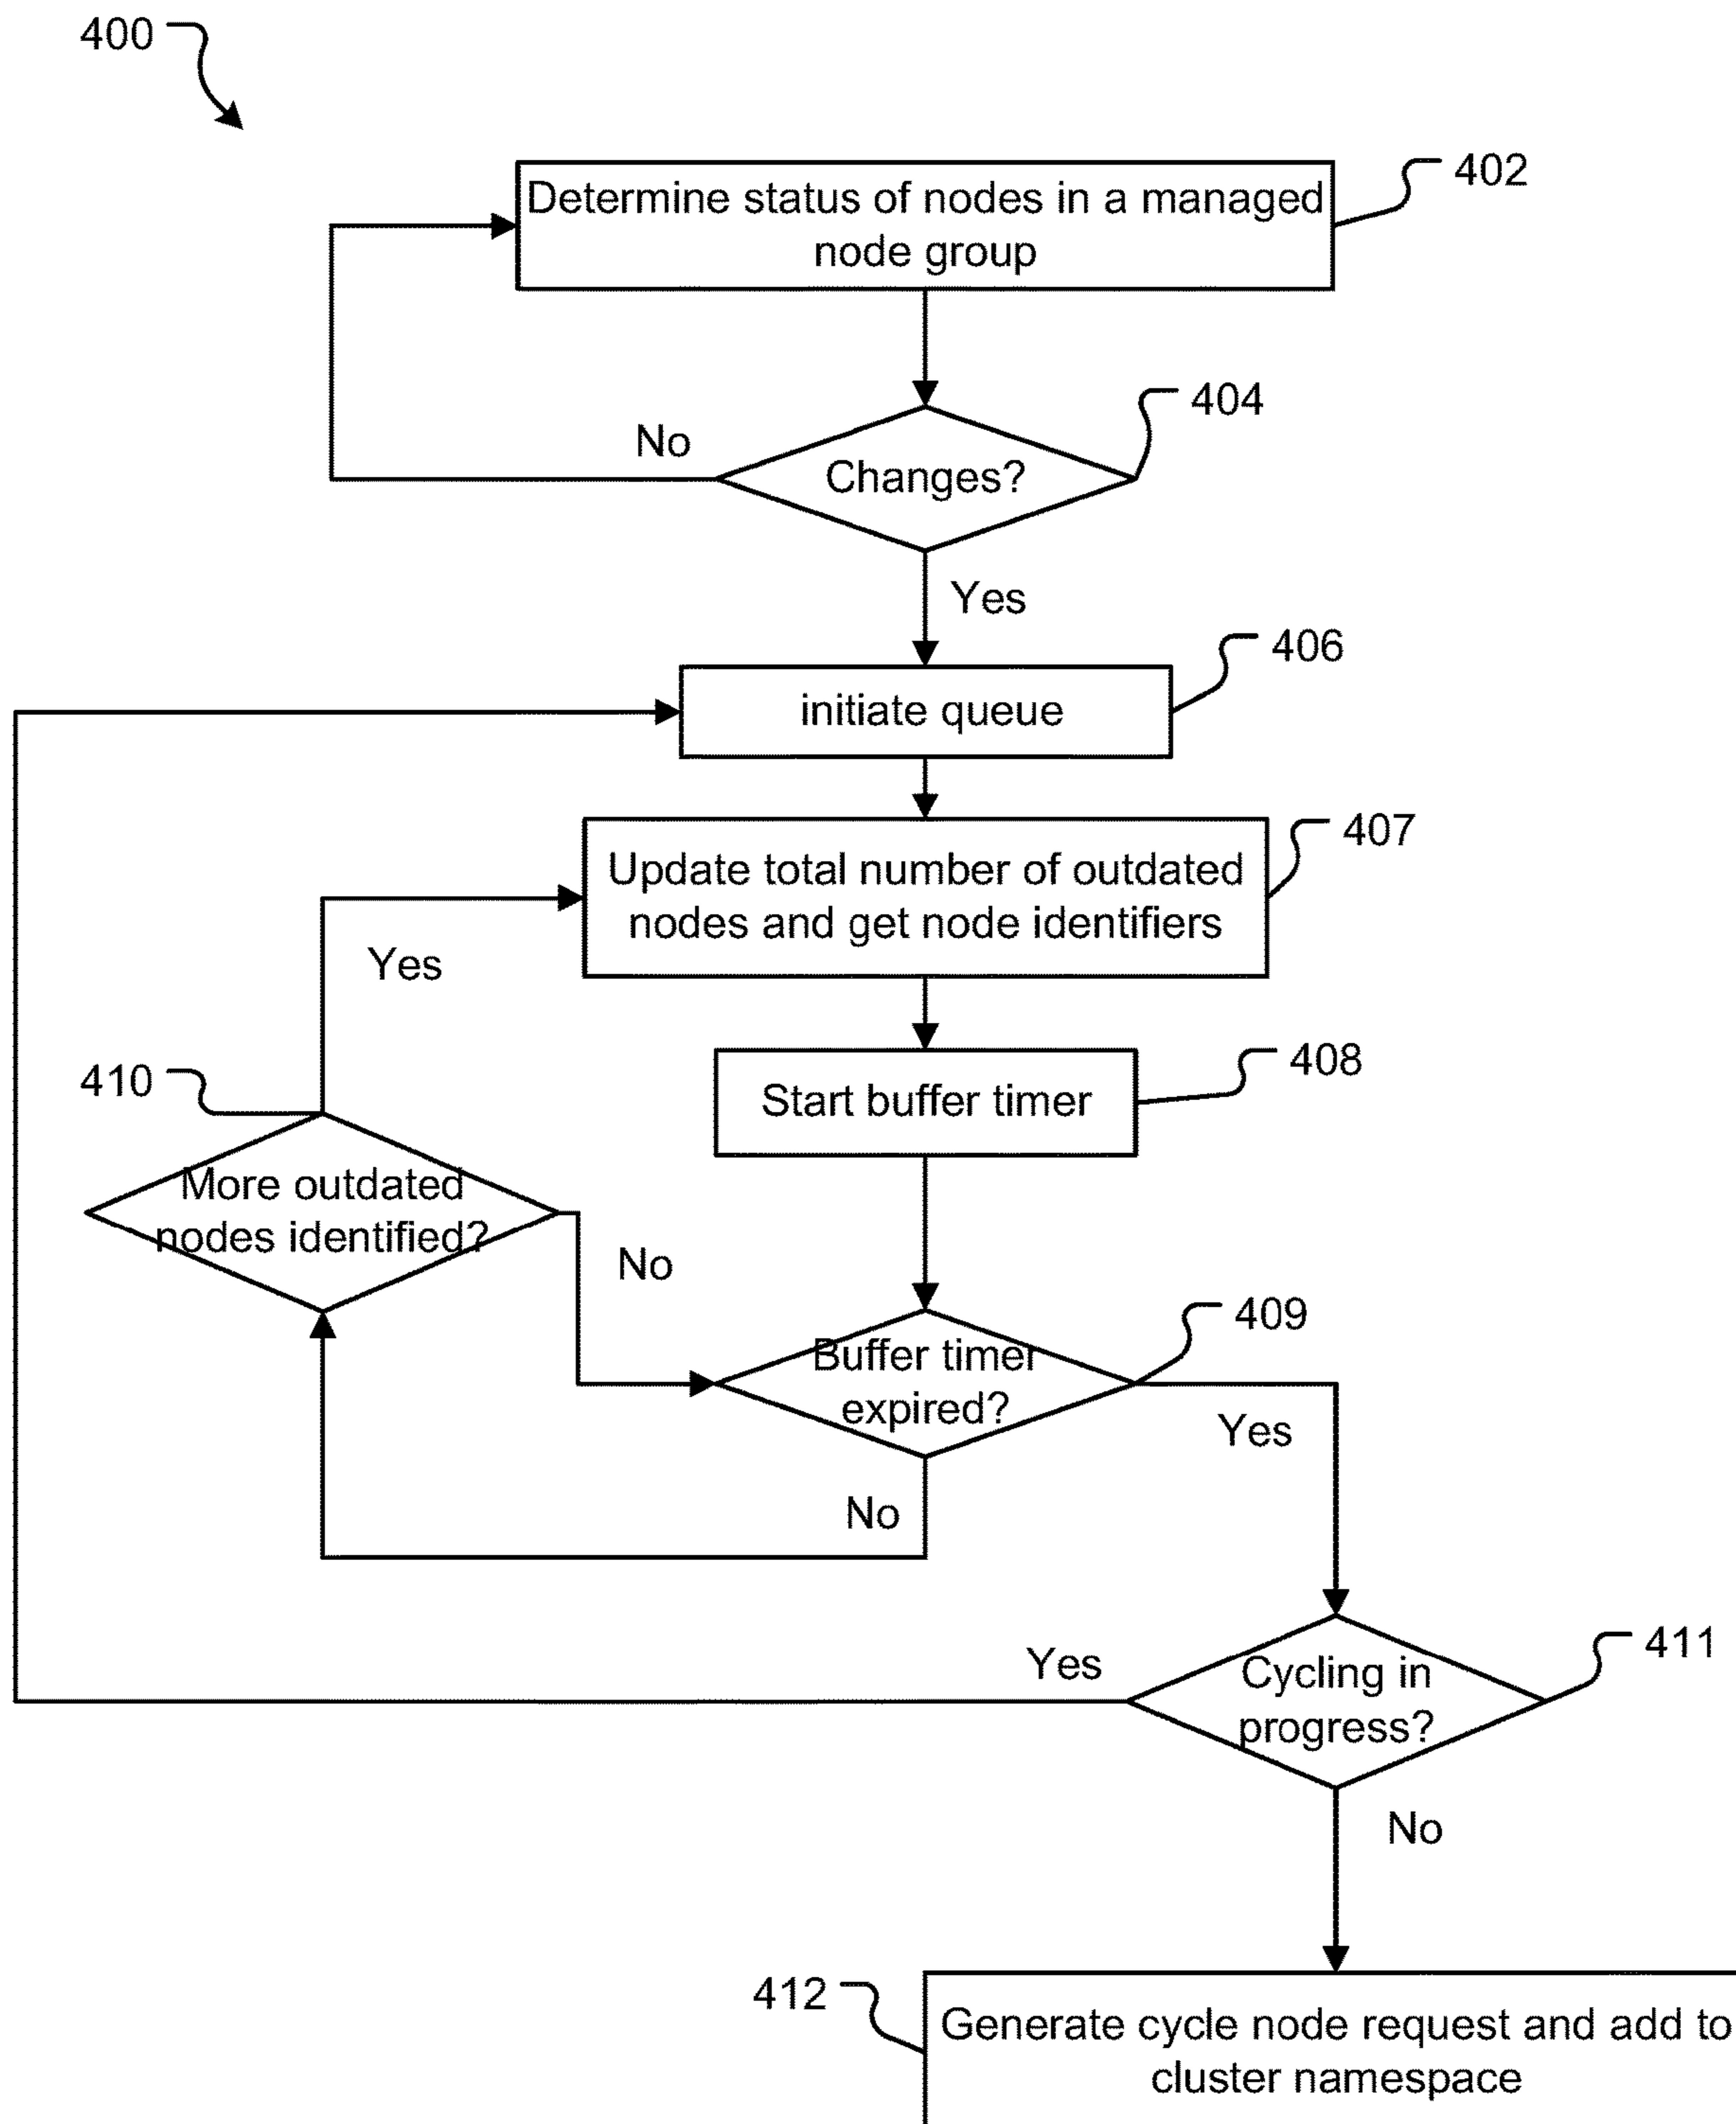 400
402
Determine status of nodes in a managed
node group
404
No
Changes?
Yes
406
initiate queue
407
Update total number of outdated
nodes and get node identifiers
Yes
408
410
Start buffer timer
More outdated
nodes identified?
No
409
Buffer timer
expired?
Yes
No
411
Yes
Cycling in
progress?
No
412
Generate cycle node request and add to
cluster namespace